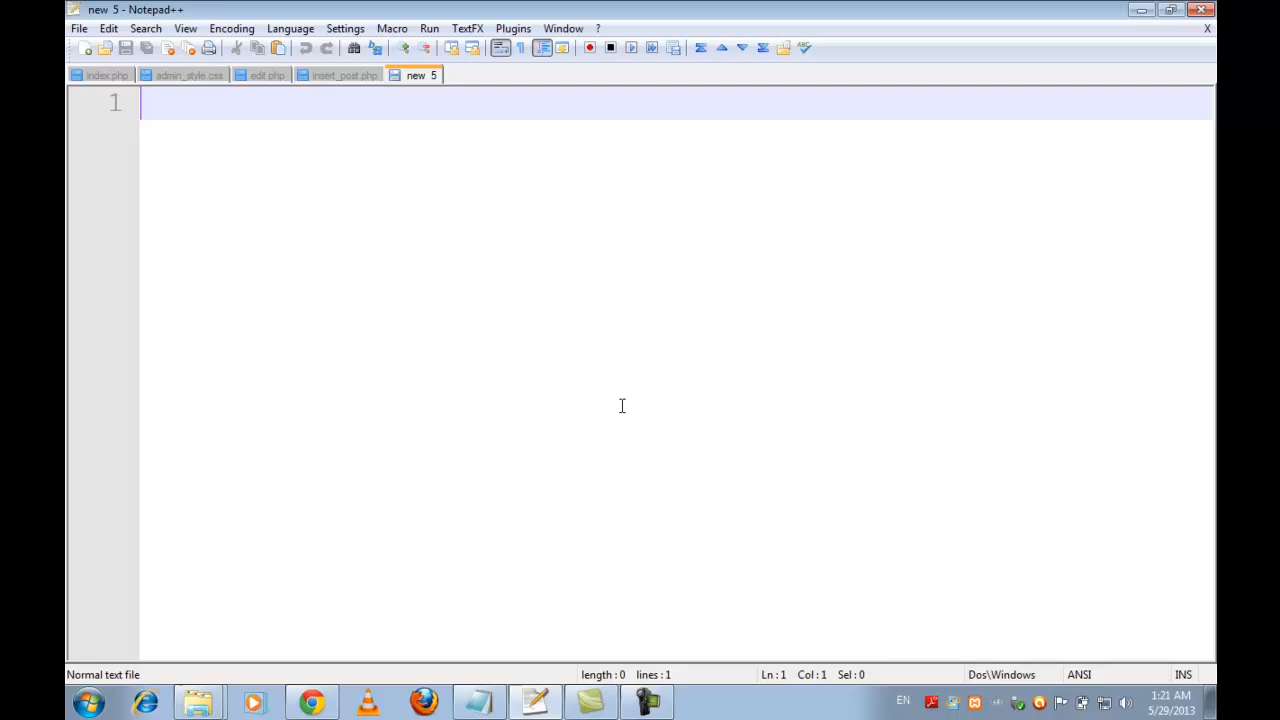 new 5 - Notepad++
File Edit Search View Encoding Language Settings Macro Run TextFX Plugins Window ? X
index.php admin_style.css edit.php insert_post.php new 5
1
Normal text file length : 0 lines : 1 Ln : 1 Col : 1 Sel : 0 Dos\Windows ANSI INS
EN 1:21 AM
5/29/2013